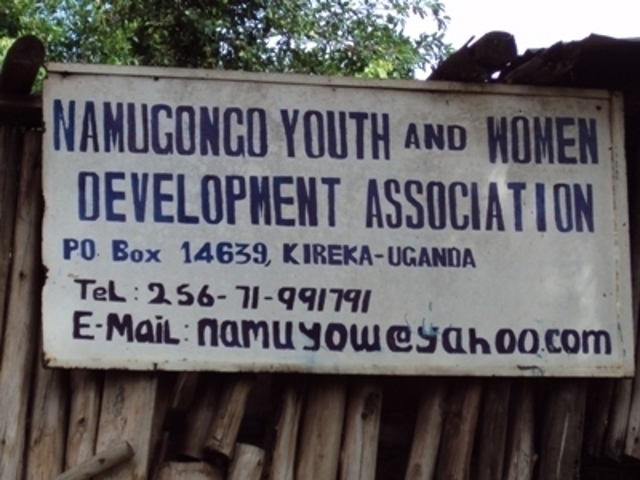 NAMUGONGO YOUTH AND WOMEN
DEVELOPMENT ASSOCIATION
PO. Box 14639, KIREKA-UGANDA
TEL: 256-71-991791
E-MAIL: namuyow@yahoo.com